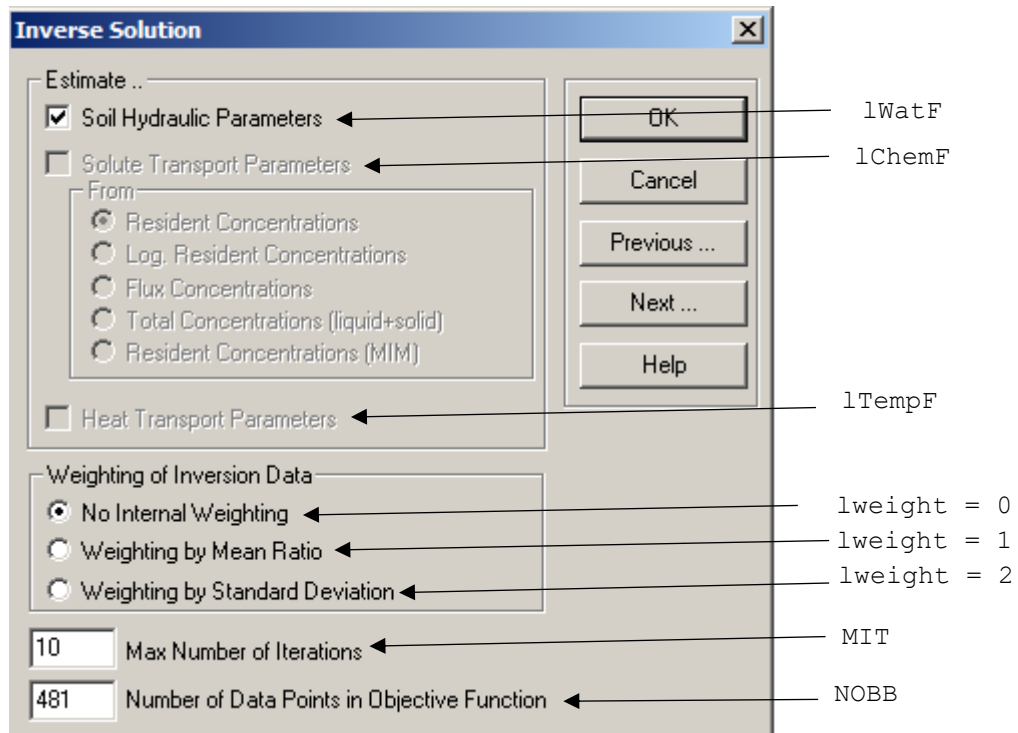 Inverse Solution
Estimate ..
Soil Hydraulic Parameters
Solute Transport Parameters
From
Resident Concentrations
Log. Resident Concentrations
Flux Concentrations
Total Concentrations (liquid+solid)
Resident Concentrations (MIM)
Heat Transport Parameters
Weighting of Inversion Data
No Internal Weighting
Weighting by Mean Ratio
Weighting by Standard Deviation
10 Max Number of Iterations
481 Number of Data Points in Objective Function
OK
Cancel
Previous ...
Next ...
Help
lWatF
lChemF
lTempF
lweight = 0
lweight = 1
lweight = 2
MIT
NOBB